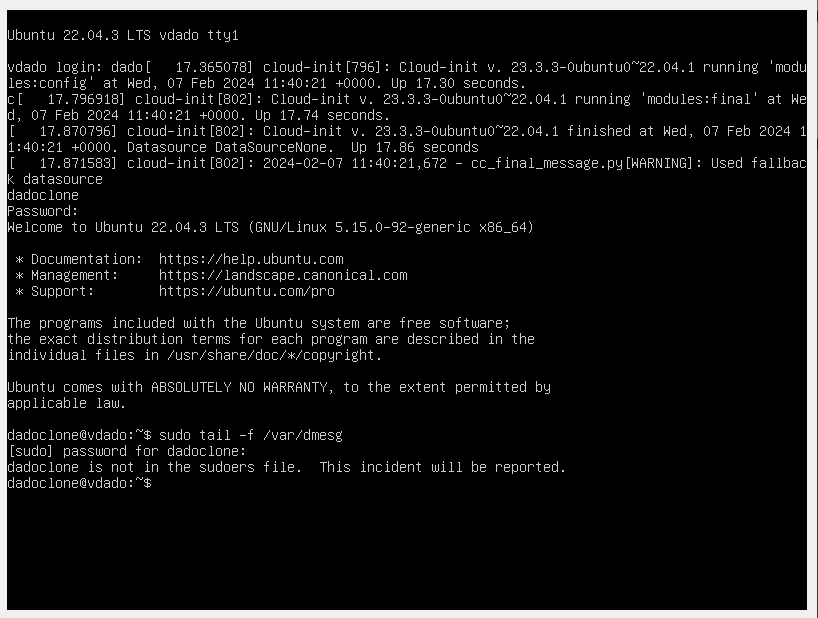 Ubuntu 22.04.3 LTS vdado tty1
vdado login: dado[   17.365078] cloud-init[796]: Cloud-init v. 23.3.3-0ubuntu0~22.04.1 running 'modu
les:config' at Wed, 07 Feb 2024 11:40:21 +0000. Up 17.30 seconds.
c[   17.796918] cloud-init[802]: Cloud-init v. 23.3.3-0ubuntu0~22.04.1 running 'modules:final' at We
d, 07 Feb 2024 11:40:21 +0000. Up 17.74 seconds.
[   17.870796] cloud-init[802]: Cloud-init v. 23.3.3-0ubuntu0~22.04.1 finished at Wed, 07 Feb 2024 1
1:40:21 +0000. Datasource DataSourceNone.  Up 17.86 seconds
[   17.871583] cloud-init[802]: 2024-02-07 11:40:21,672 - cc_final_message.py[WARNING]: Used fallbac
k datasource
dadoclone
Password:
Welcome to Ubuntu 22.04.3 LTS (GNU/Linux 5.15.0-92-generic x86_64)
 * Documentation:  https://help.ubuntu.com
 * Management:     https://landscape.canonical.com
 * Support:        https://ubuntu.com/pro
The programs included with the Ubuntu system are free software;
the exact distribution terms for each program are described in the
individual files in /usr/share/doc/*/copyright.
Ubuntu comes with ABSOLUTELY NO WARRANTY, to the extent permitted by
applicable law.
dadoclone@vdado:~$ sudo tail -f /var/dmesg
[sudo] password for dadoclone:
dadoclone is not in the sudoers file.  This incident will be reported.
dadoclone@vdado:~$